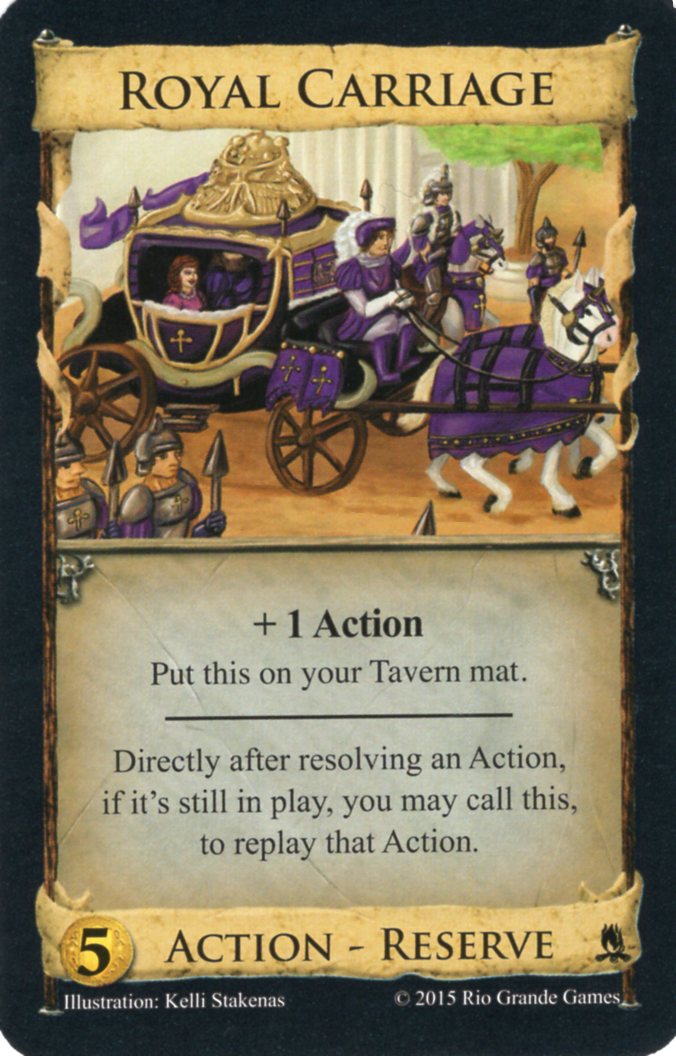 ROYAL CARRIAGE
+ 1 Action
Put this on your Tavern mat.
Directly after resolving an Action,
if it's still in play, you may call this,
to replay that Action.
5 ACTION - RESERVE
Illustration: Kelli Stakenas © 2015 Rio Grande Games